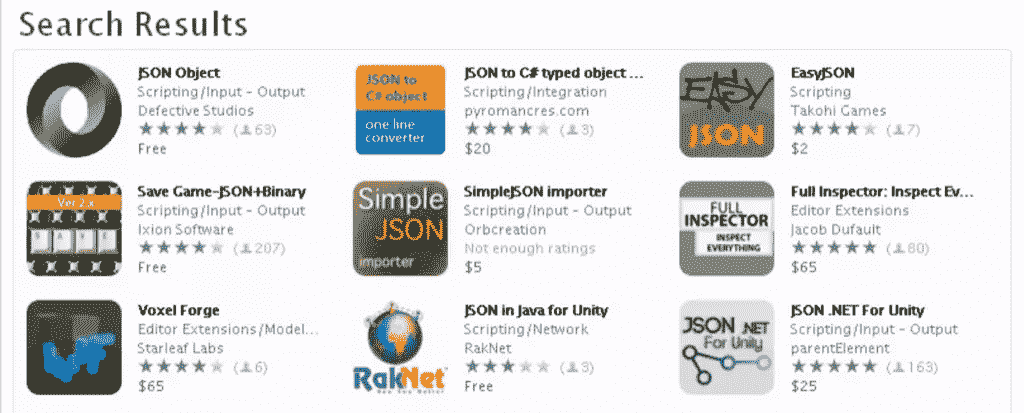 Search Results
JSON Object
Scripting/Input - Output
Defective Studios
(63)
Free
JSON to
C# object
one line
converter
JSON to C# typed object ...
Scripting/Integration
pyromancres.com
(3)
$20
EASY
JSON
EasyJSON
Scripting
Takohi Games
(7)
$2
Ver 2.x
SAVE
Save Game-JSON+Binary
Scripting/Input - Output
Ixion Software
(207)
Free
Simple
JSON
importer
SimpleJSON importer
Scripting/Input - Output
Orbcreation
Not enough ratings
$5
FULL
INSPECTOR
INSPECT
EVERYTHING
Full Inspector: Inspect Ev...
Editor Extensions
Jacob Dufault
(80)
$65
Voxel Forge
Editor Extensions/Model...
Starleaf Labs
(6)
$65
RakNet
JSON in Java for Unity
Scripting/Network
RakNet
(3)
Free
JSON .NET
For Unity
JSON .NET For Unity
Scripting/Input - Output
parentElement
(163)
$25